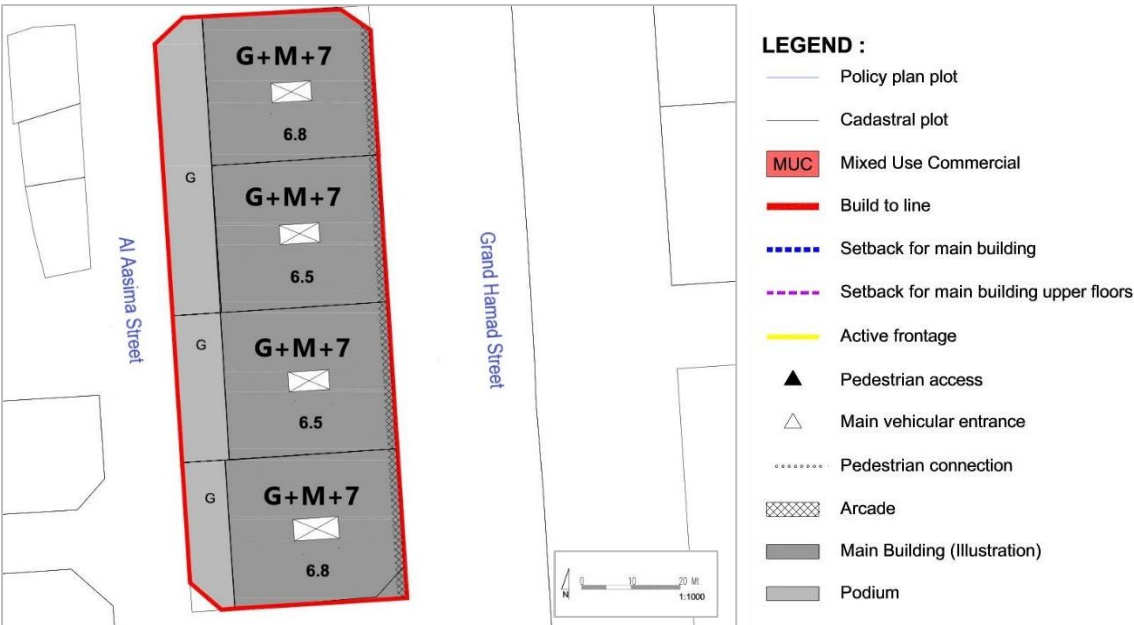 G+M+7
6.8
G
G+M+7
6.5
Al Aasima Street
Grand Hamad Street
G
G+M+7
6.5
G
G+M+7
6.8
0 10 20 Mt.
N
1:1000
LEGEND :
Policy plan plot
Cadastral plot
MUC Mixed Use Commercial
Build to line
Setback for main building
Setback for main building upper floors
Active frontage
Pedestrian access
Main vehicular entrance
Pedestrian connection
Arcade
Main Building (Illustration)
Podium